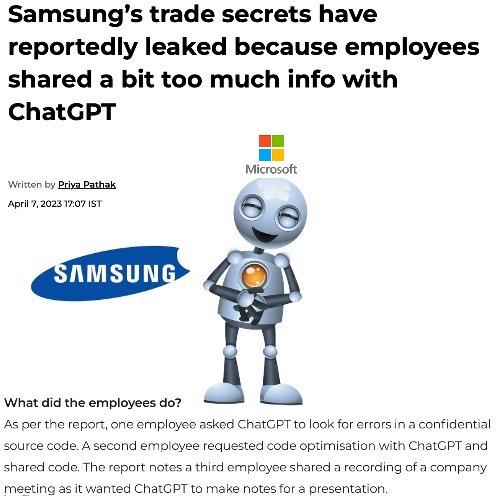 Samsung's trade secrets have
reportedly leaked because employees
shared a bit too much info with
ChatGPT
Microsoft
Written by Priya Pathak
April 7, 2023 17:07 IST
SAMSUNG
What did the employees do?
As per the report, one employee asked ChatGPT to look for errors in a confidential
source code. A second employee requested code optimisation with ChatGPT and
shared code. The report notes a third employee shared a recording of a company
meeting as it wanted ChatGPT to make notes for a presentation.